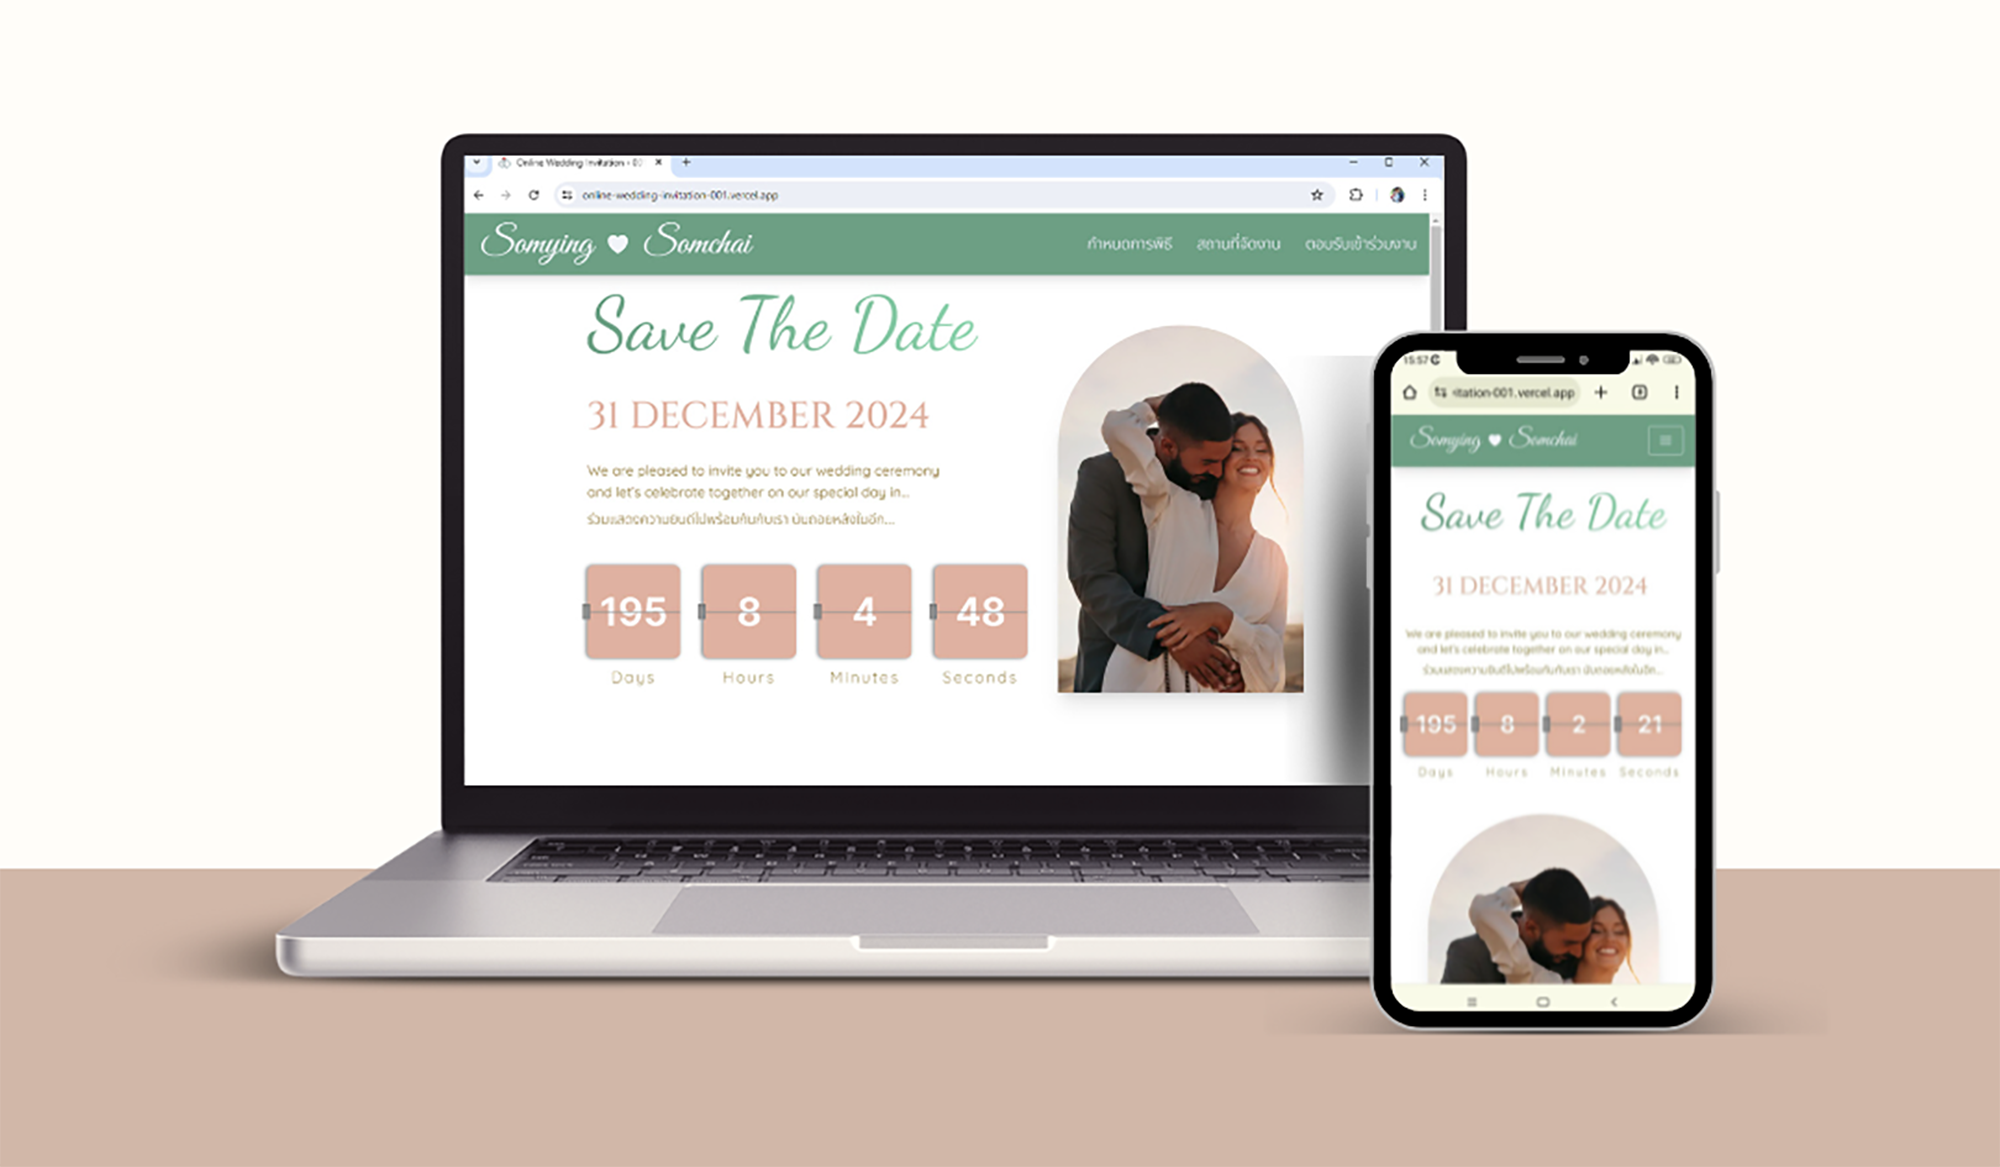 Online Wedding Invitation - 0
online-wedding-invitation-001.vercel.app
Somying Somchai
กำหนดการพิธี สถานที่จัดงาน ตอบรับเข้าร่วมงาน
Save The Date
31 DECEMBER 2024
We are pleased to invite you to our wedding ceremony
and let's celebrate together on our special day in...
ร่วมแสดงความยินดีไปพร้อมกันกับเรา นับถอยหลังในอีก...
195 8 4 48
Days Hours Minutes Seconds
15:57
itation-001.vercel.app
Somying Somchai
Save The Date
31 DECEMBER 2024
We are pleased to invite you to our wedding ceremony
and let's celebrate together on our special day in...
ร่วมแสดงความยินดีไปพร้อมกันกับเรา นับถอยหลังในอีก...
195 8 2 21
Days Hours Minutes Seconds